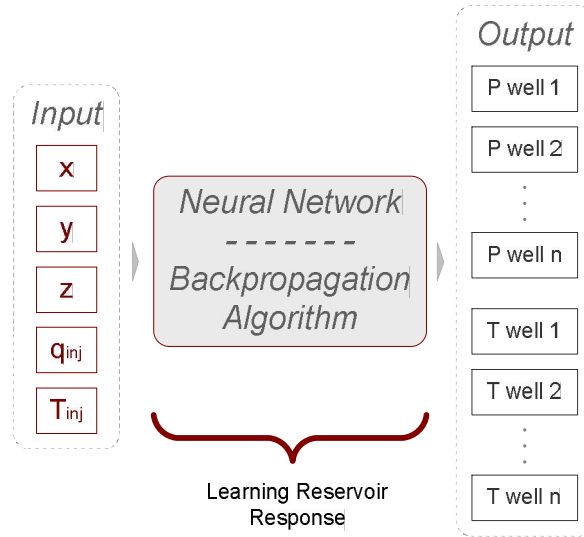 Input
x
y
z
qinj
Tinj
Neural Network
-------
Backpropagation
Algorithm
Learning Reservoir
Response
Output
P well 1
P well 2
P well n
T well 1
T well 2
T well n